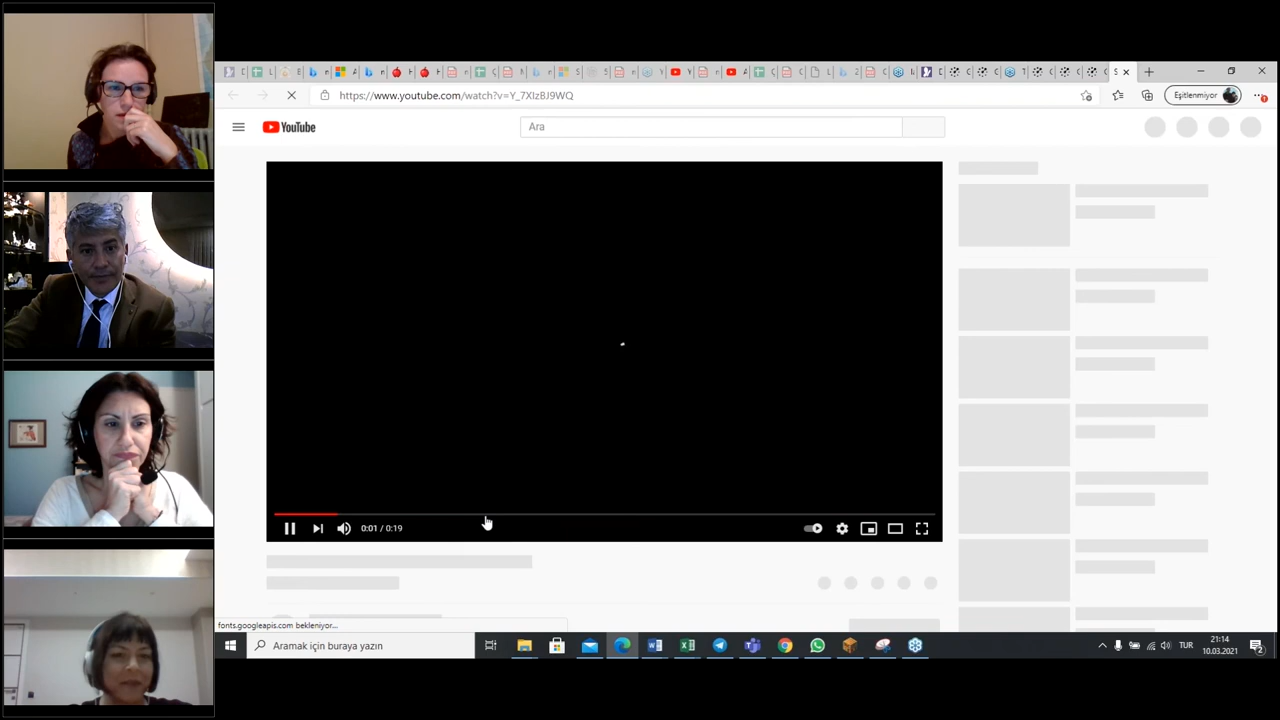 https://www.youtube.com/watch?v=Y_7XIzBJ9WQ
Eşitlenmiyor
YouTube
Ara
0:01 / 0:19
fonts.googleapis.com bekleniyor...
Aramak için buraya yazın
TUR
21:14
10.03.2021
2